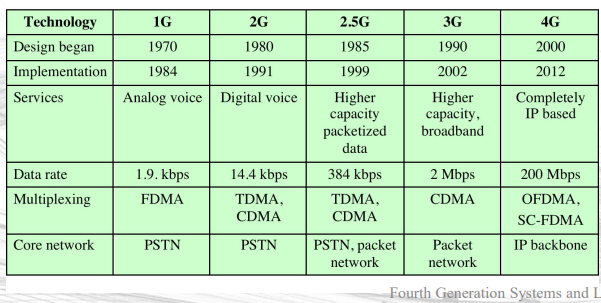 Technology 1G 2G 2.5G 3G 4G
Design began 1970 1980 1985 1990 2000
Implementation 1984 1991 1999 2002 2012
Services Analog voice Digital voice Higher capacity packetized data Higher capacity, broadband Completely IP based
Data rate 1.9. kbps 14.4 kbps 384 kbps 2 Mbps 200 Mbps
Multiplexing FDMA TDMA, CDMA TDMA, CDMA CDMA OFDMA, SC-FDMA
Core network PSTN PSTN PSTN, packet network Packet network IP backbone
Fourth Generation Systems and L